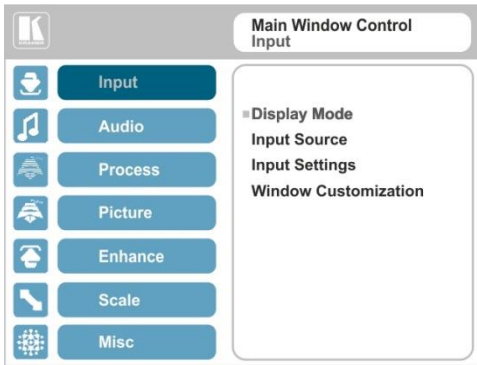 KRAMER
Main Window Control
Input
Input
Audio
Process
Picture
Enhance
Scale
Misc
Display Mode
Input Source
Input Settings
Window Customization